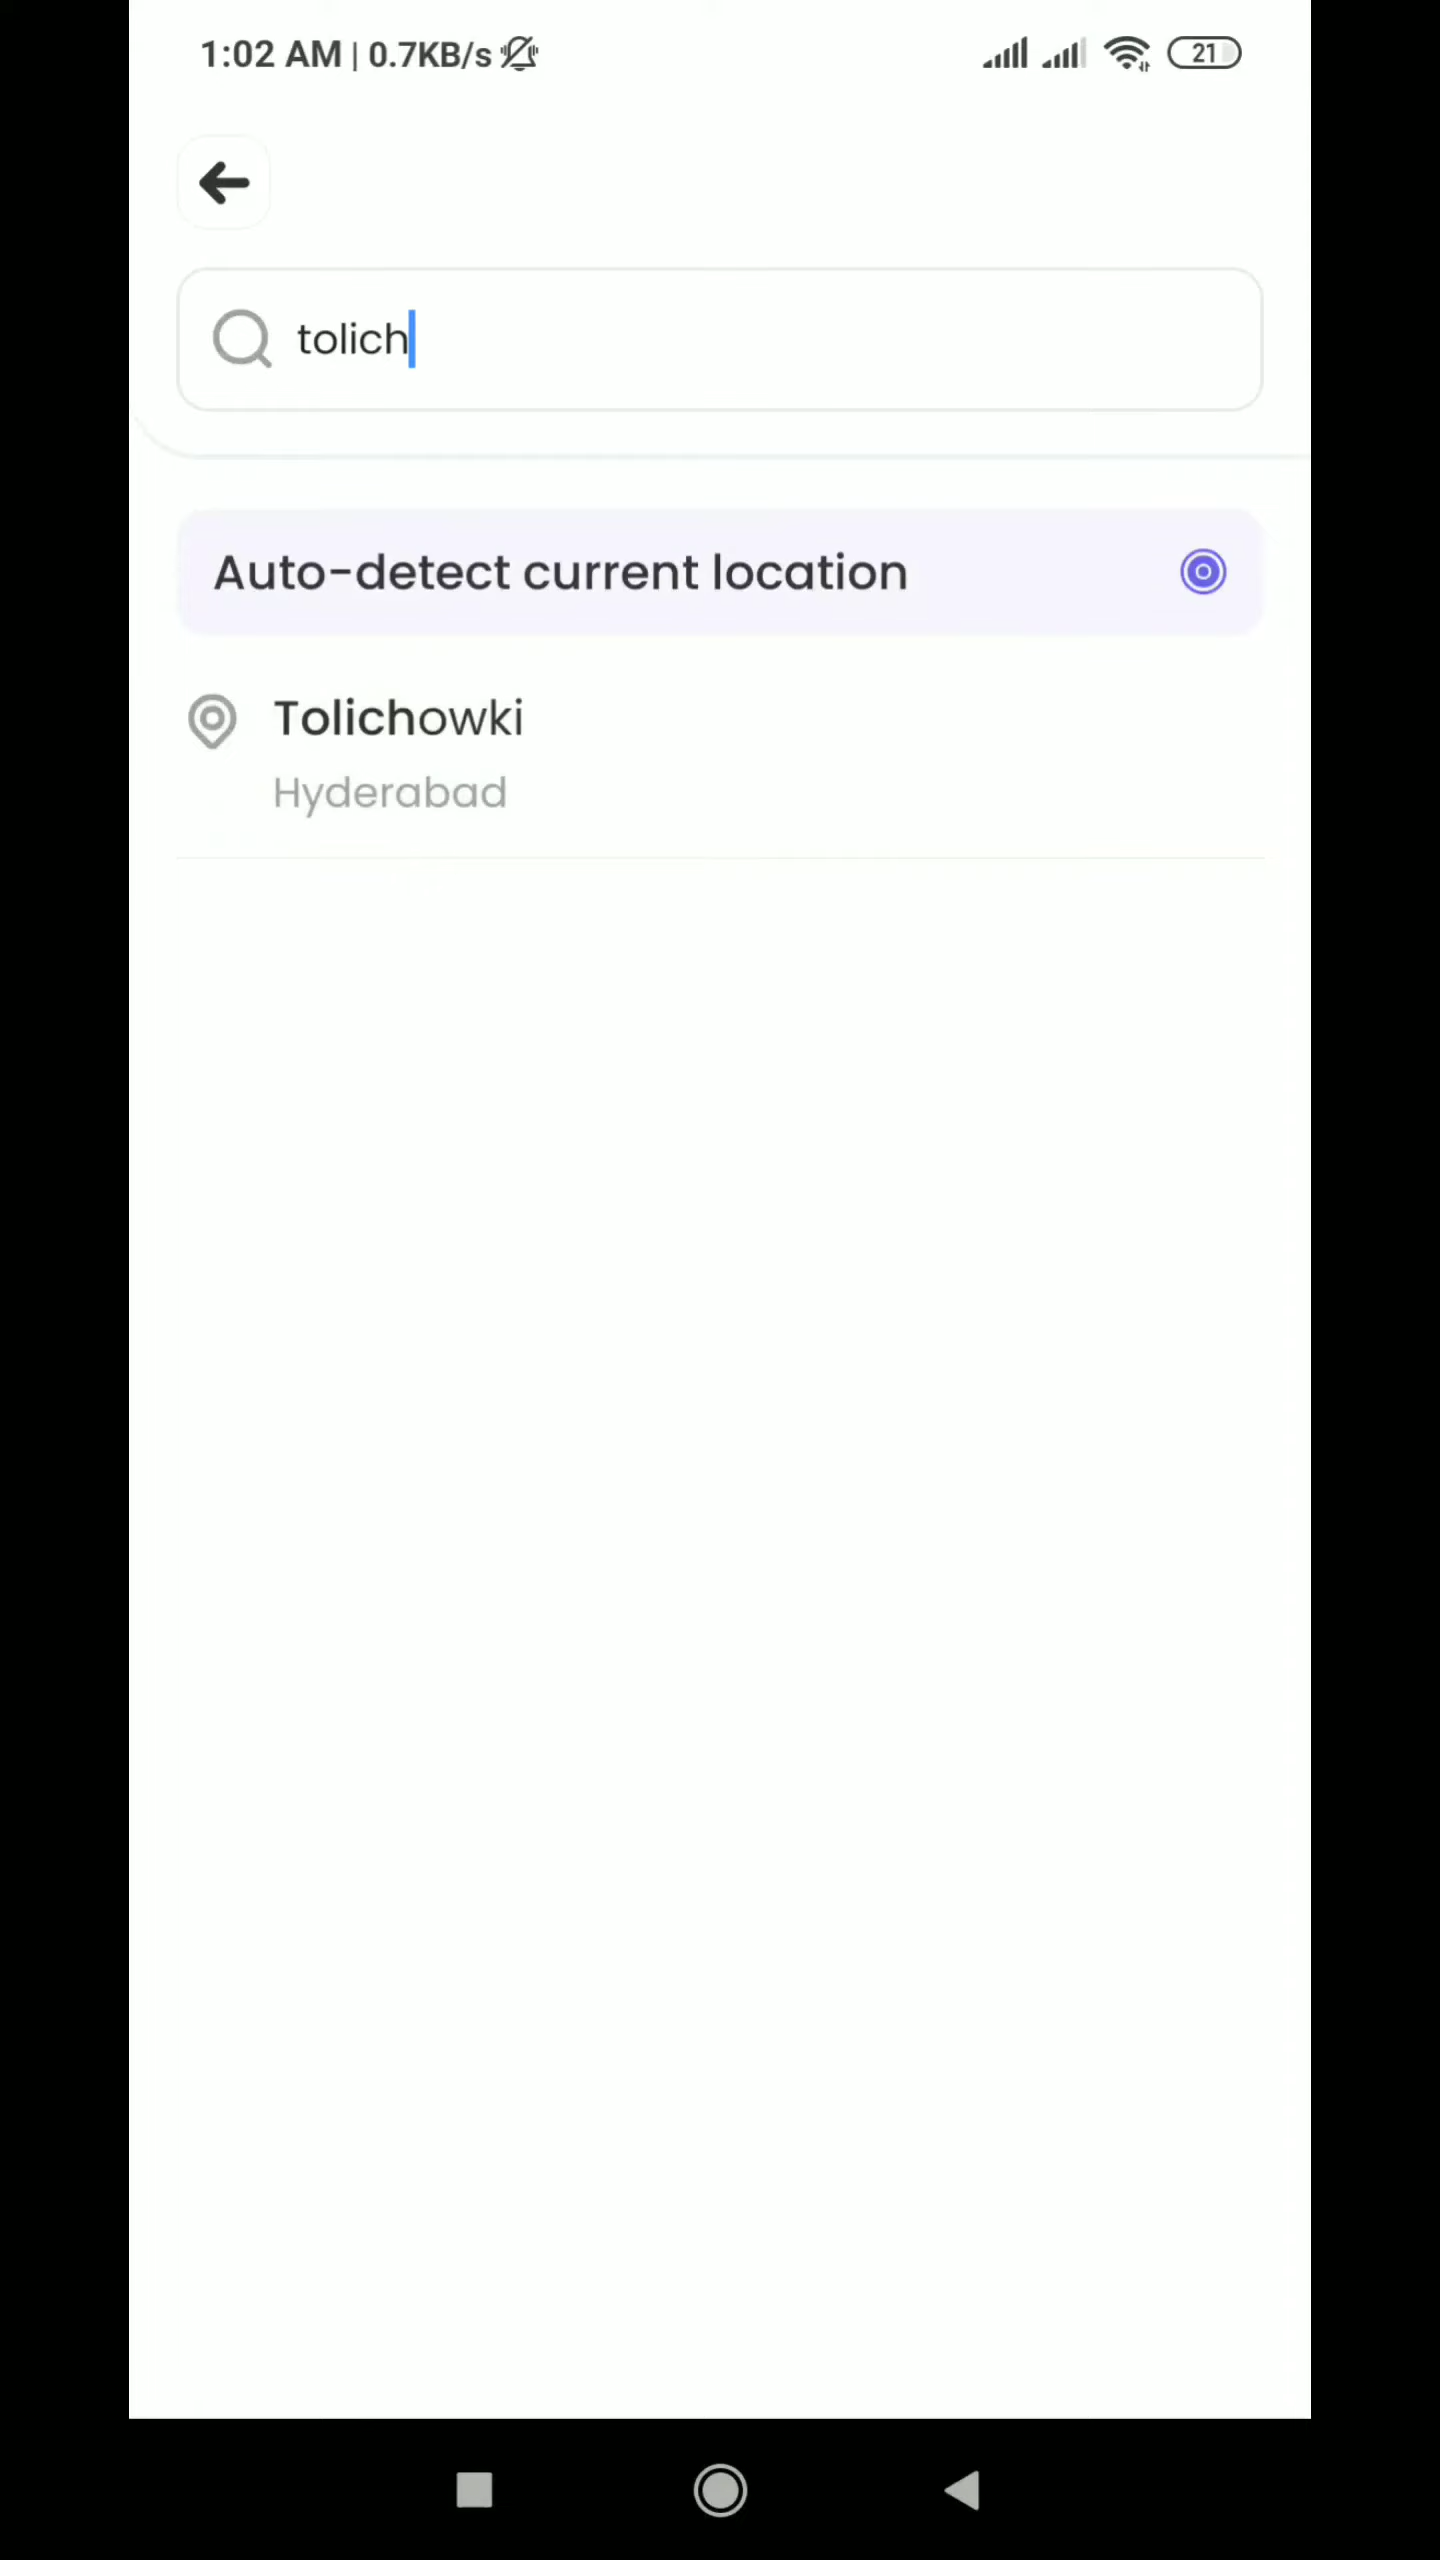 1:02 AM | 0.7KB/s 21
tolich
Auto-detect current location
Tolichowki
Hyderabad